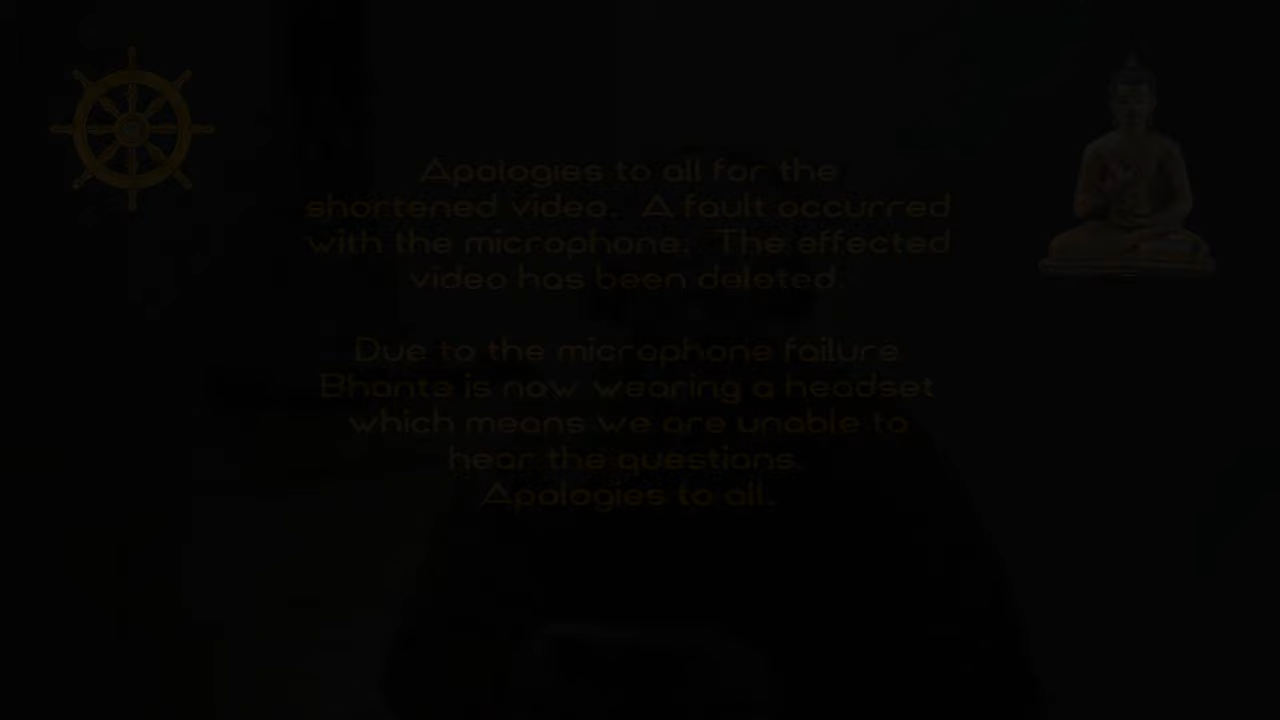 Apologies to all for the
shortened video. A fault occurred
with the microphone. The effected
video has been deleted.
Due to the microphone failure
Bhante is now wearing a headset
which means we are unable to
hear the questions.
Apologies to all.